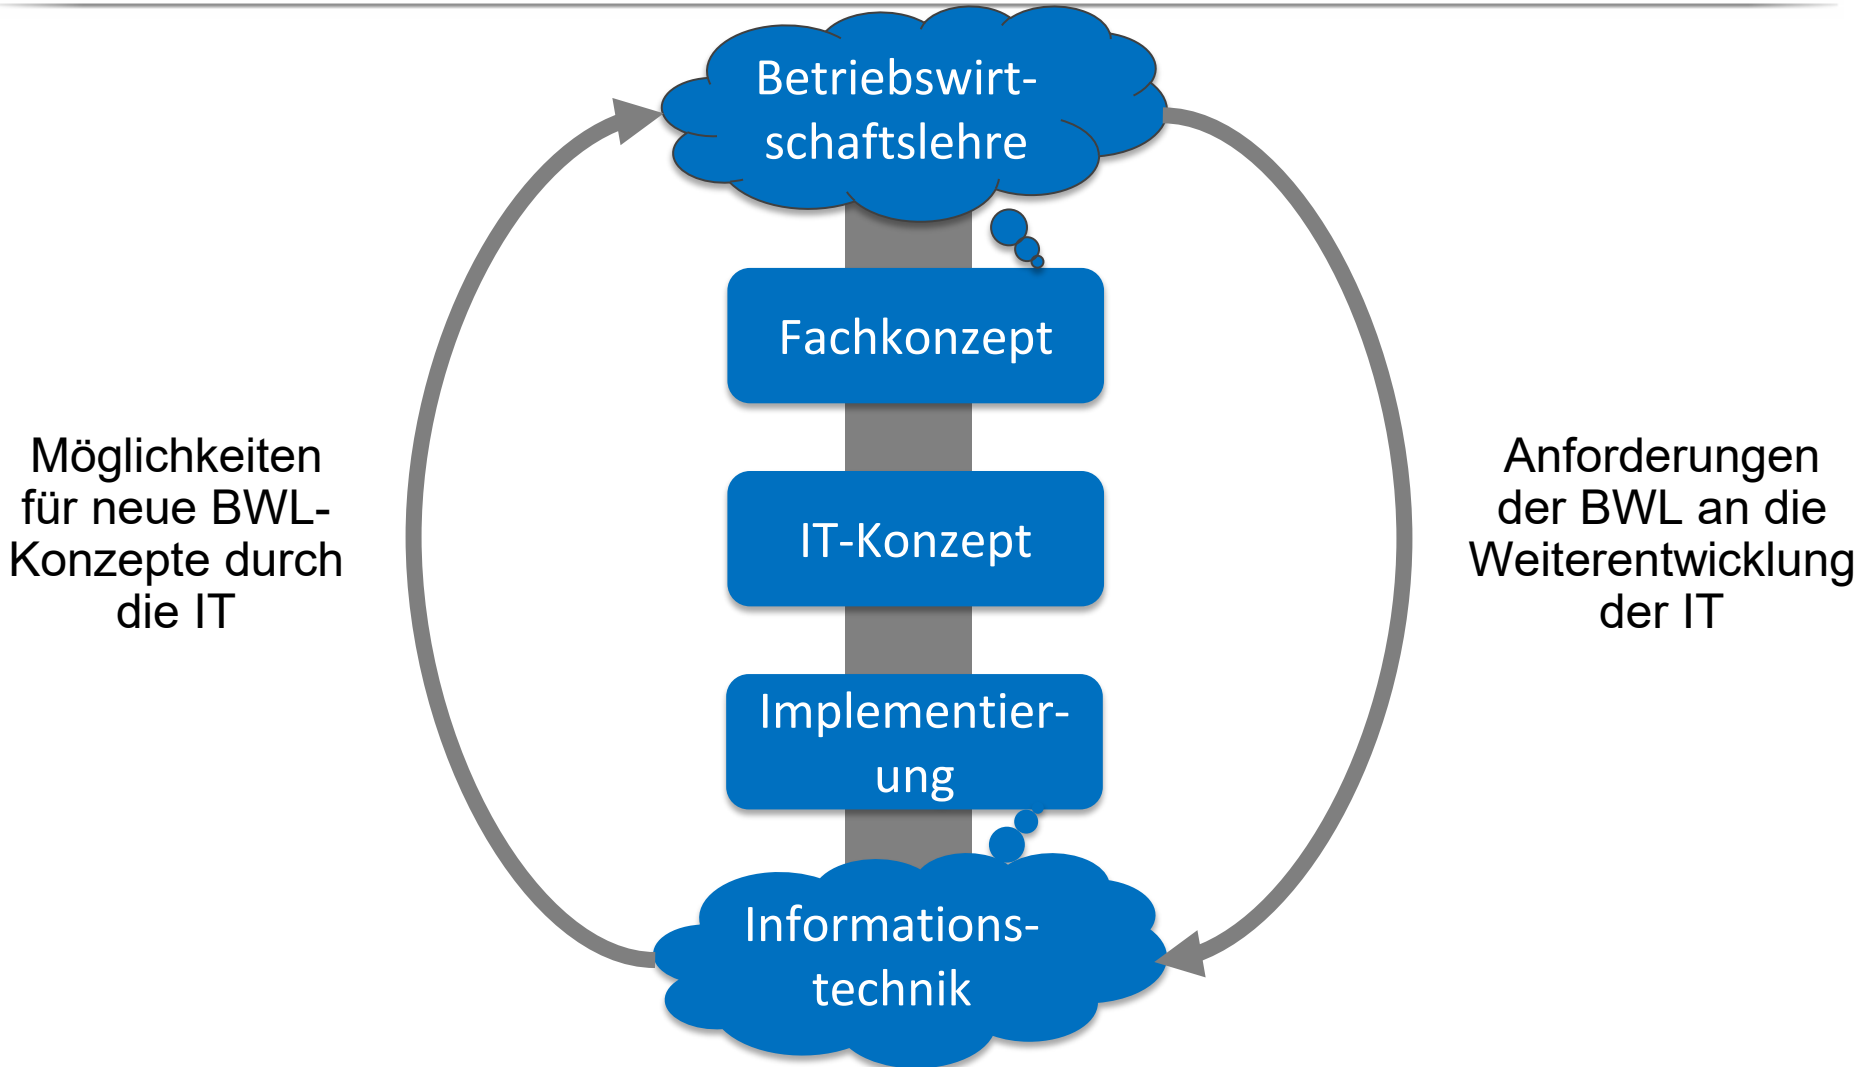 Betriebswirt-
schaftslehre
Fachkonzept
IT-Konzept
Implementier-
ung
Informations-
technik
Möglichkeiten
für neue BWL-
Konzepte durch
die IT
Anforderungen
der BWL an die
Weiterentwicklung
der IT